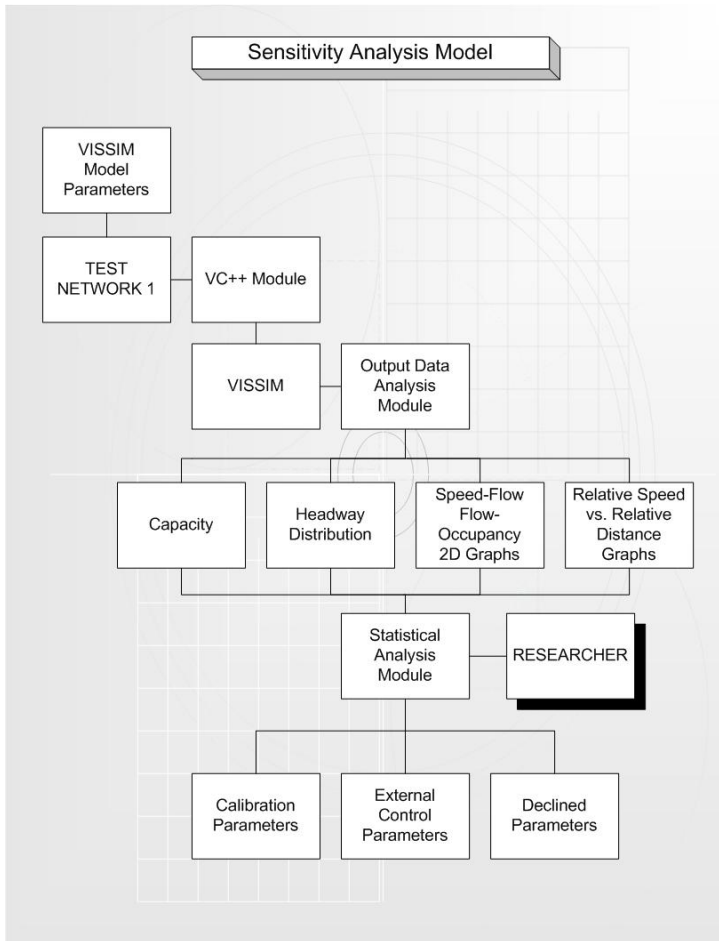 Sensitivity Analysis Model
VISSIM
Model
Parameters
TEST
NETWORK 1
VC++ Module
VISSIM
Output Data
Analysis
Module
Capacity
Headway
Distribution
Speed-Flow
Flow-
Occupancy
2D Graphs
Relative Speed
vs. Relative
Distance
Graphs
Statistical
Analysis
Module
RESEARCHER
Calibration
Parameters
External
Control
Parameters
Declined
Parameters